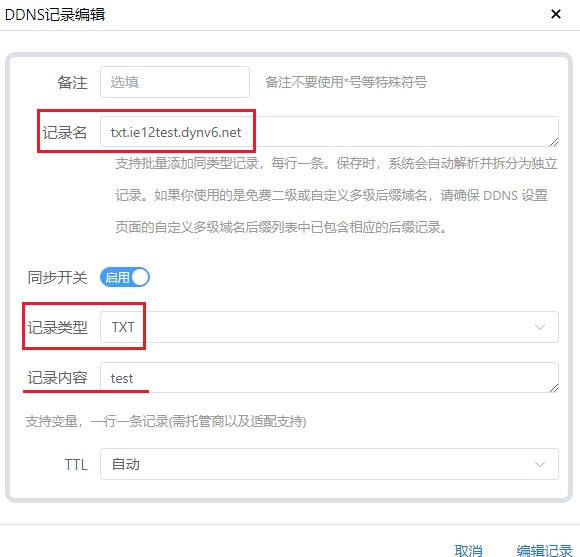 DDNS记录编辑
备注 选填 备注不要使用*号等特殊符号
记录名 txt.ie12test.dynv6.net
支持批量添加同类型记录，每行一条。保存时，系统会自动解析并拆分为独立
记录。如果你使用的是免费二级或自定义多级后缀域名，请确保 DDNS 设置
页面的自定义多级域名后缀列表中已包含相应的后缀记录。
同步开关 启用
记录类型 TXT
记录内容 test
支持变量，一行一条记录(需托管商以及适配支持)
TTL 自动
取消 编辑记录